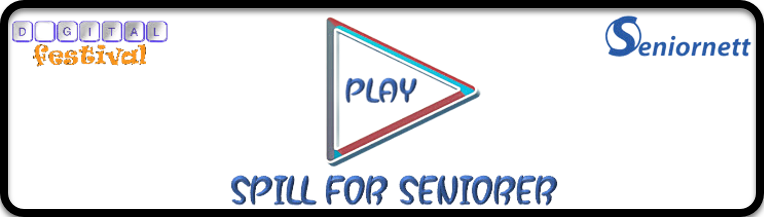 D GITAL
festival
Seniornett
PLAY
SPILL FOR SENIORER